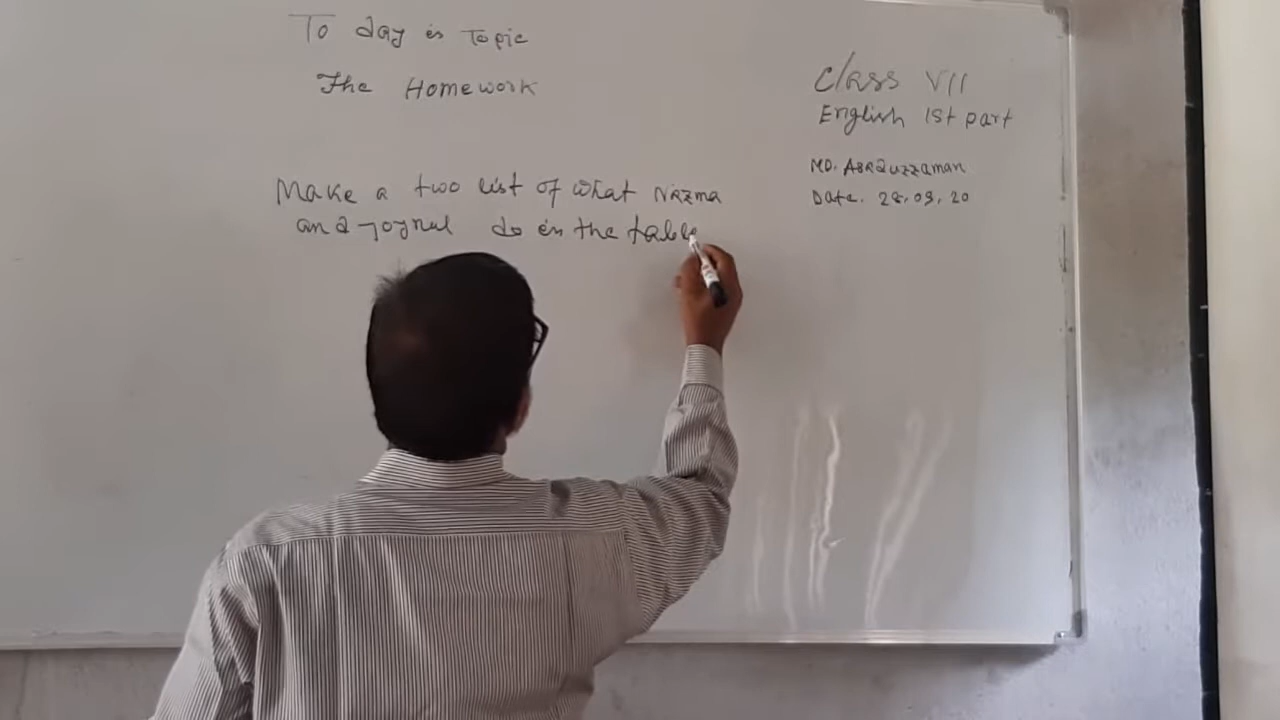 To day is Topic
The Homework
Class VII
English 1st part
MD. Asaduzzaman
Date. 28.09.20
Make a two list of what Nazma
and Joynul do in the table